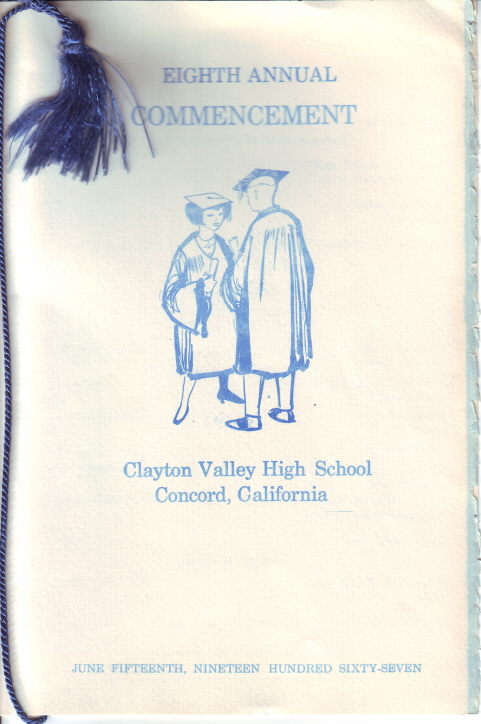 EIGHTH ANNUAL
COMMENCEMENT
Clayton Valley High School
Concord, California
JUNE FIFTEENTH, NINETEEN HUNDRED SIXTY-SEVEN